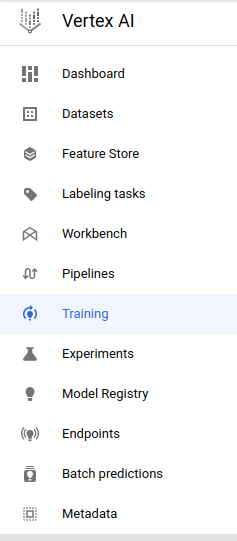 Vertex AI
Dashboard
Datasets
Feature Store
Labeling tasks
Workbench
Pipelines
Training
Experiments
Model Registry
Endpoints
Batch predictions
Metadata